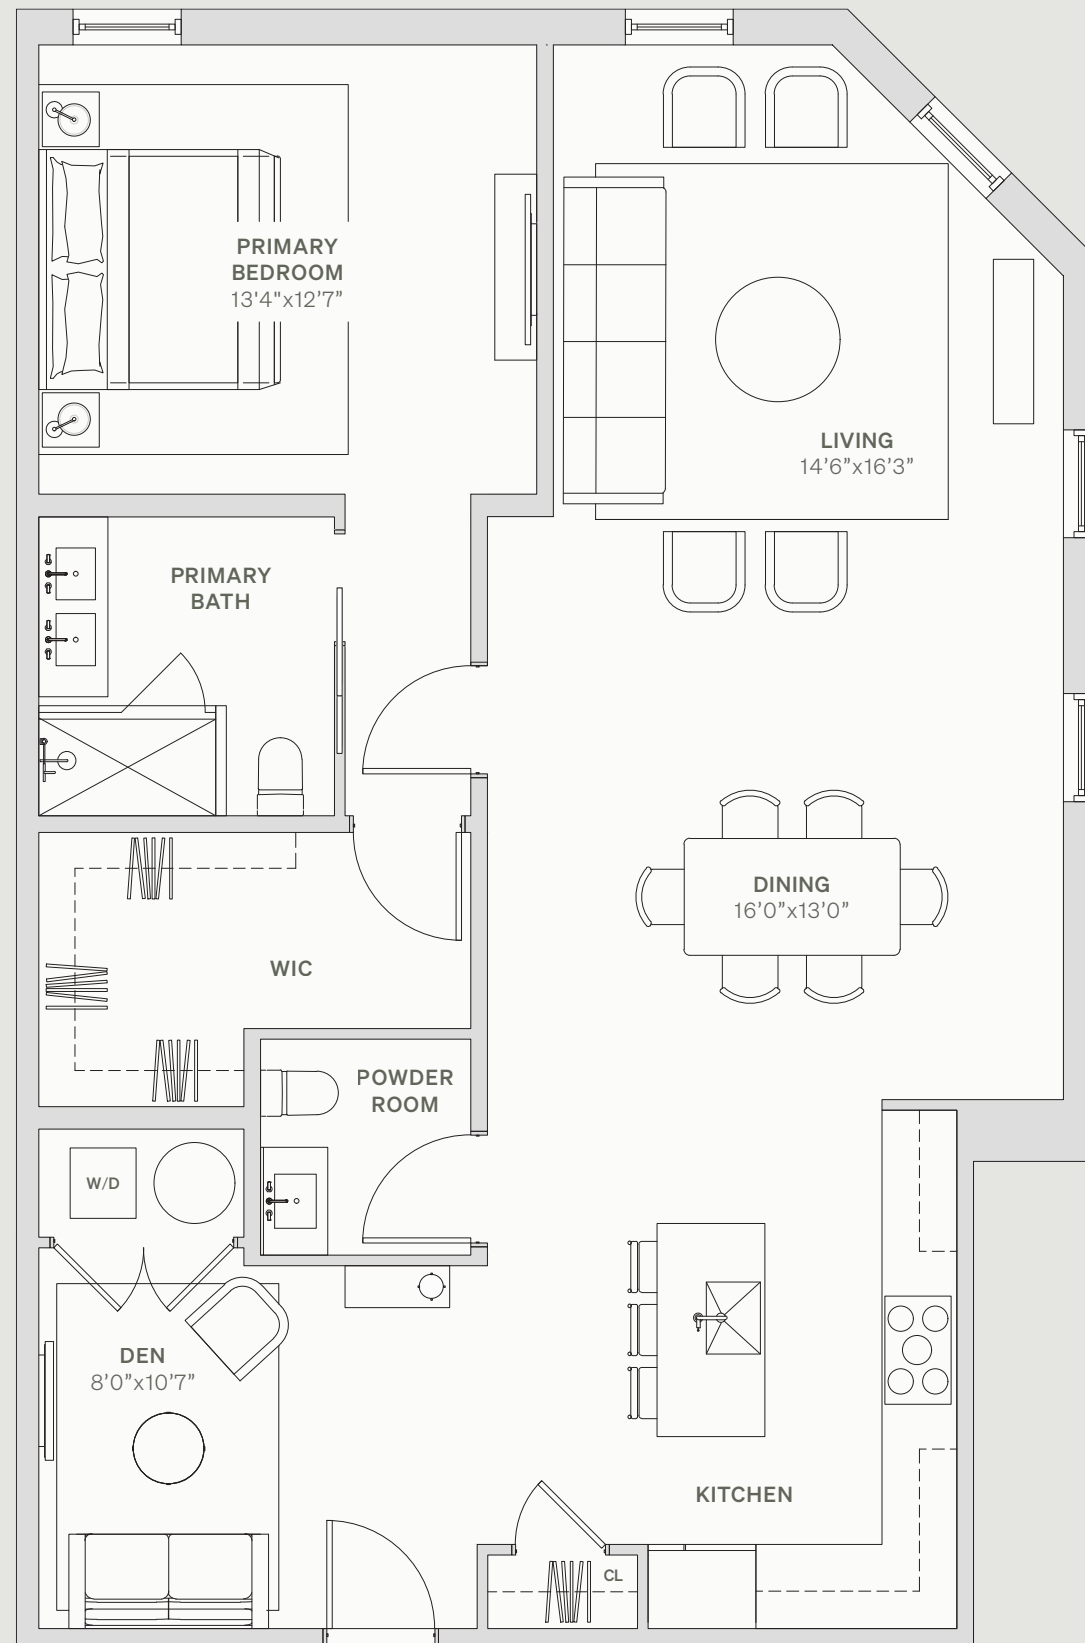 PRIMARY
BEDROOM
13'4"x12'7”
LIVING
14’6”x16’3”
PRIMARY
BATH
DINING
16’0”x13’0”
WIC
POWDER
ROOM
W/D
DEN
8’0”x10’7”
KITCHEN
CL